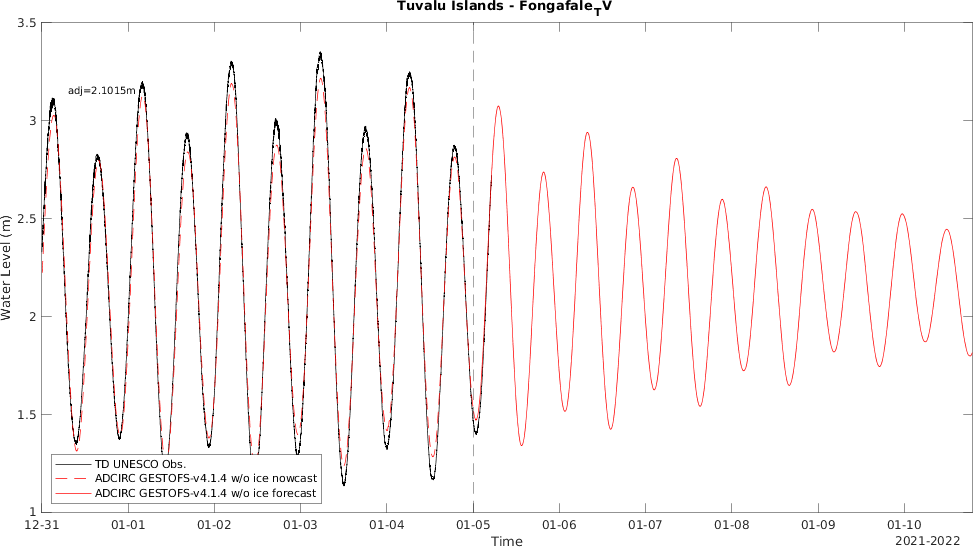 Tuvalu Islands - Fongafale_TV
3.5
adj=2.1015m
3
2.5
Water Level (m)
2
1.5
TD UNESCO Obs.
ADCIRC GESTOFS-v4.1.4 w/o ice nowcast
ADCIRC GESTOFS-v4.1.4 w/o ice forecast
1
12-31 01-01 01-02 01-03 01-04 01-05 01-06 01-07 01-08 01-09 01-10
Time
2021-2022